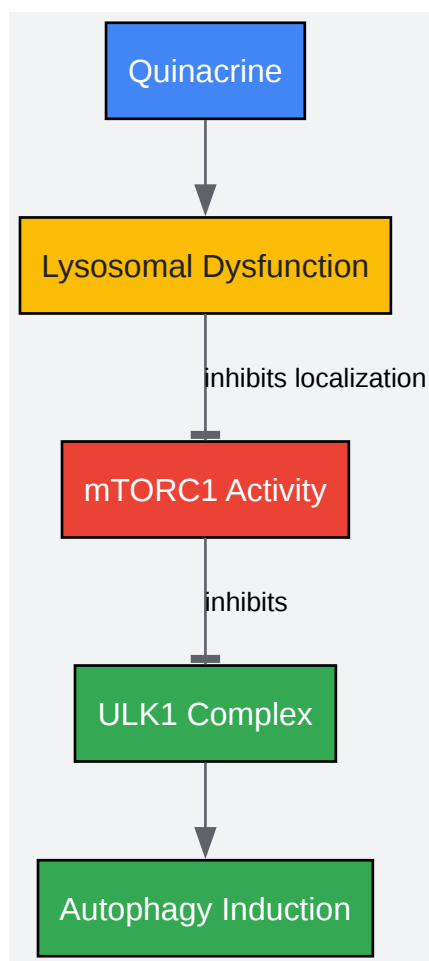 Quinacrine
Lysosomal Dysfunction
inhibits localization
mTORC1 Activity
inhibits
ULK1 Complex
Autophagy Induction